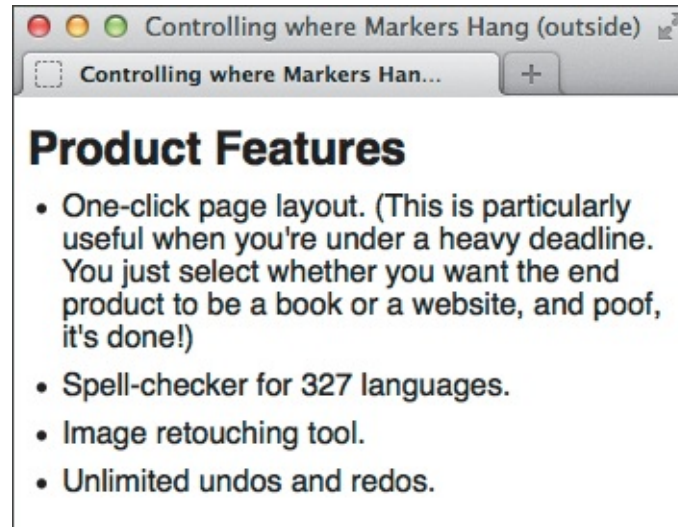 Controlling where Markers Hang (outside)
Controlling where Markers Han...
+
Product Features
• One-click page layout. (This is particularly
useful when you're under a heavy deadline.
You just select whether you want the end
product to be a book or a website, and poof,
it's done!)
• Spell-checker for 327 languages.
• Image retouching tool.
• Unlimited undos and redos.